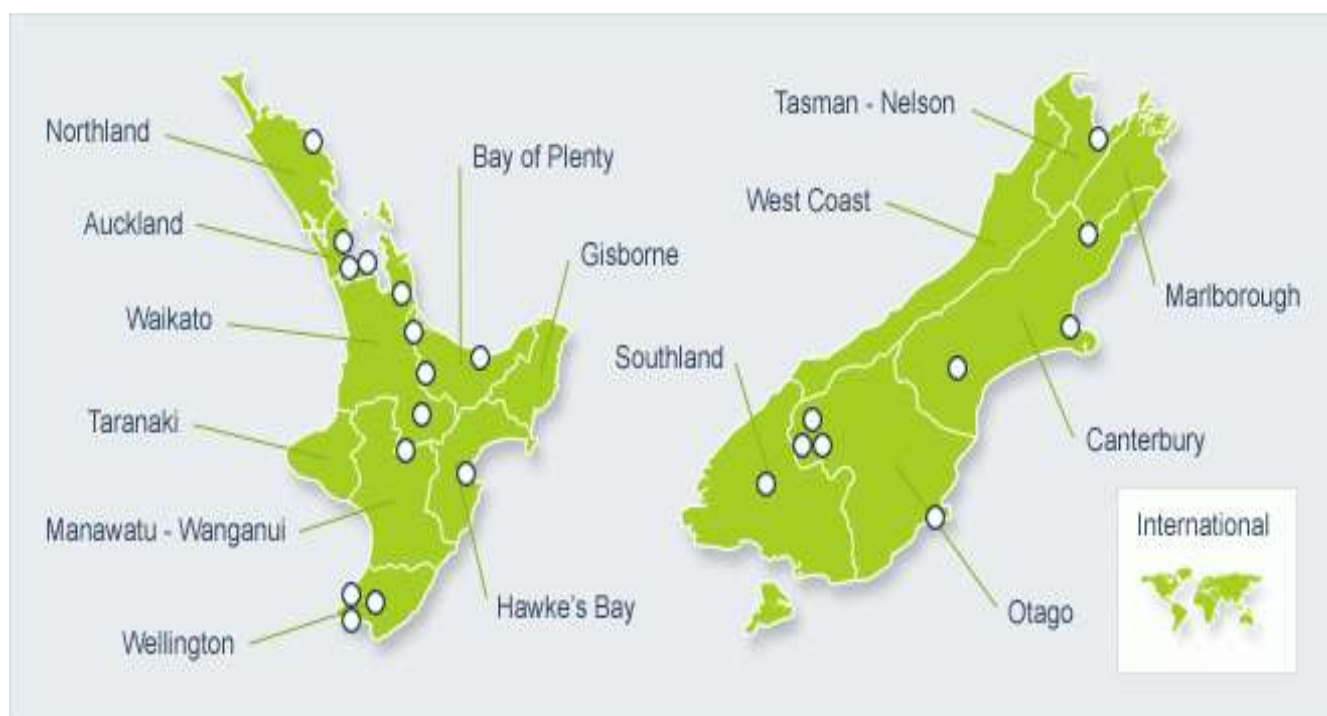 Northland
Auckland
Waikato
Taranaki
Manawatu - Wanganui
Wellington
Bay of Plenty
Gisborne
Hawke's Bay
Tasman - Nelson
West Coast
Southland
Marlborough
Canterbury
Otago
International